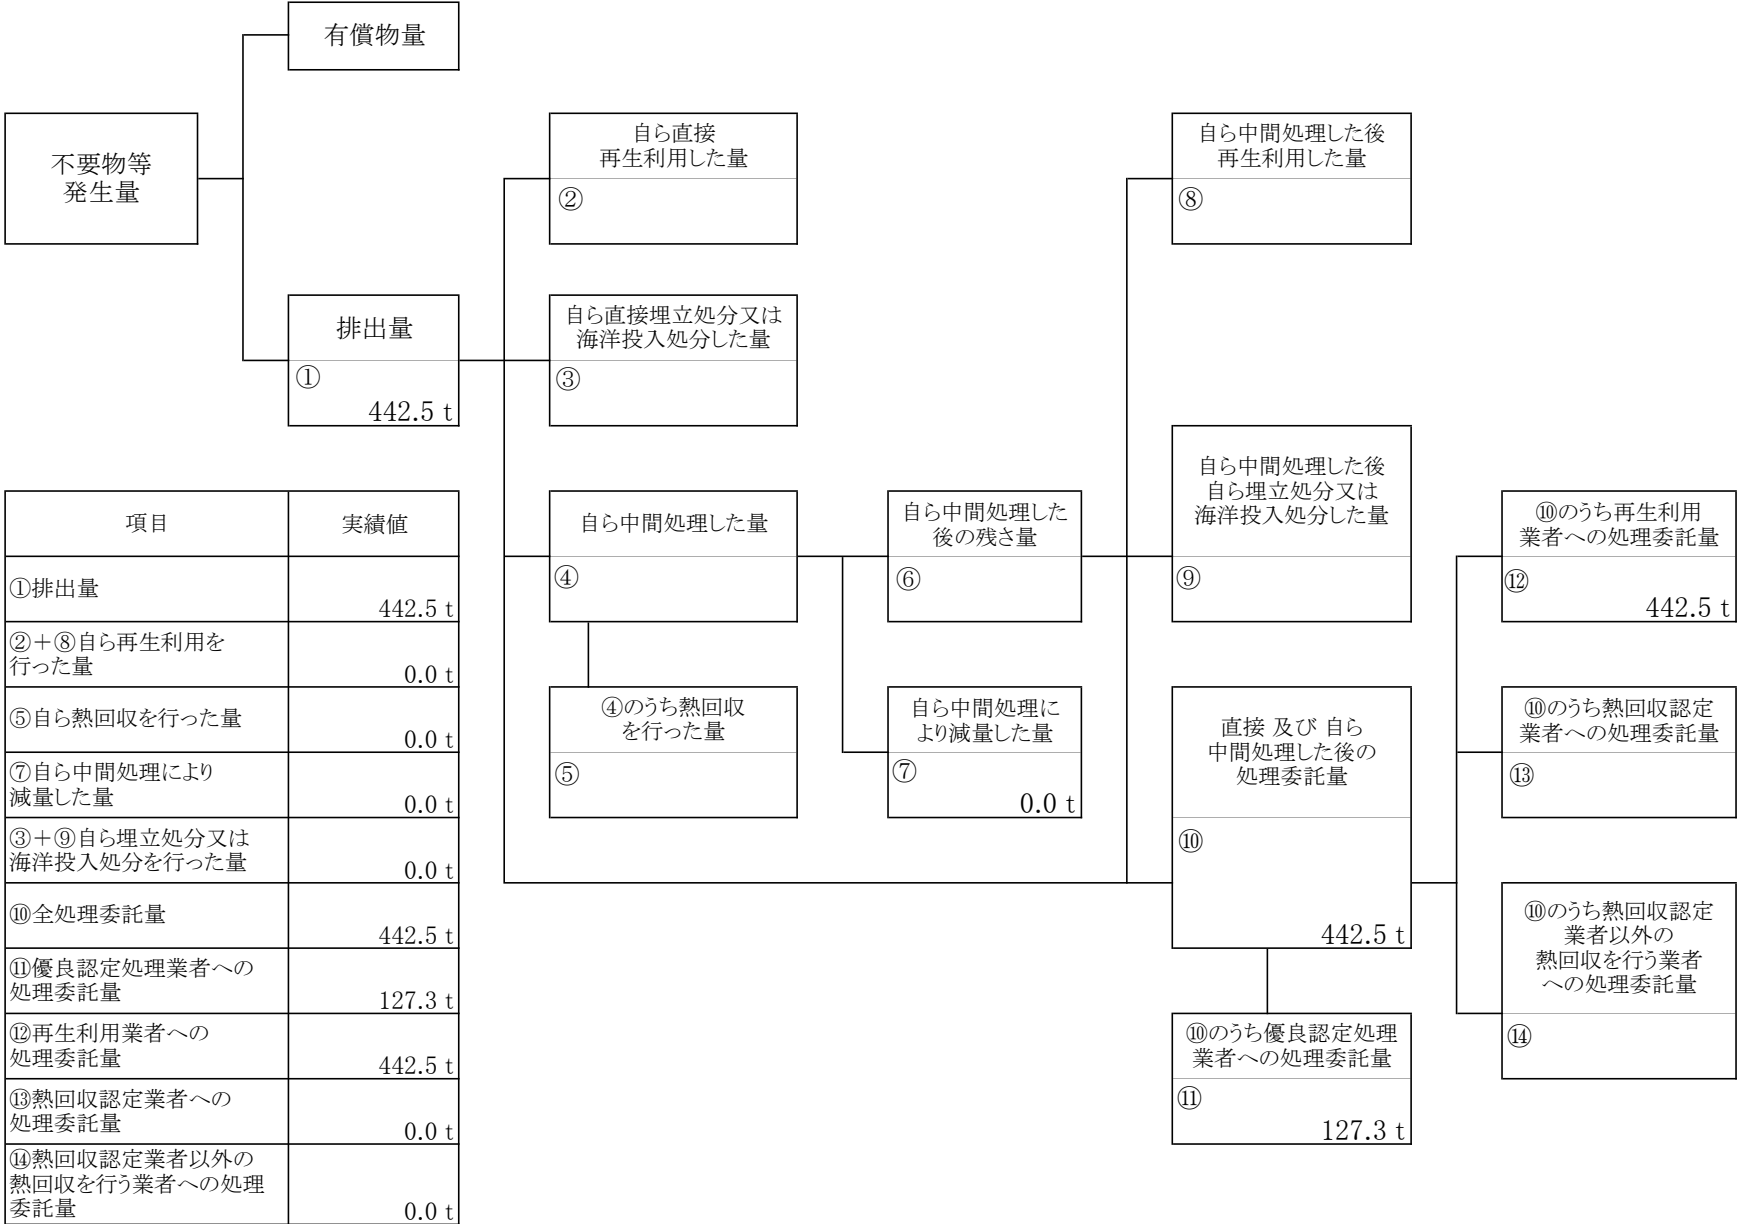 有償物量
不要物等
発生量
自ら直接
再生利用した量
②
自ら中間処理した後
再生利用した量
⑧
排出量
①
442.5 t
自ら直接埋立処分又は
海洋投入処分した量
③
自ら中間処理した量
④
自ら中間処理した
後の残さ量
⑥
自ら中間処理した後
自ら埋立処分又は
海洋投入処分した量
⑨
⑩のうち再生利用
業者への処理委託量
⑫
442.5 t
④のうち熱回収
を行った量
⑤
自ら中間処理に
より減量した量
⑦
0.0 t
直接 及び 自ら
中間処理した後の
処理委託量
⑩
442.5 t
⑩のうち熱回収認定
業者への処理委託量
⑬
⑩のうち熱回収認定
業者以外の
熱回収を行う業者
への処理委託量
⑭
⑩のうち優良認定処理
業者への処理委託量
⑪
127.3 t
項目 実績値
①排出量
442.5 t
②＋⑧自ら再生利用を
行った量
0.0 t
⑤自ら熱回収を行った量
0.0 t
⑦自ら中間処理により
減量した量
0.0 t
③＋⑨自ら埋立処分又は
海洋投入処分を行った量
0.0 t
⑩全処理委託量
442.5 t
⑪優良認定処理業者への
処理委託量
127.3 t
⑫再生利用業者への
処理委託量
442.5 t
⑬熱回収認定業者への
処理委託量
0.0 t
⑭熱回収認定業者以外の
熱回収を行う業者への処理
委託量
0.0 t